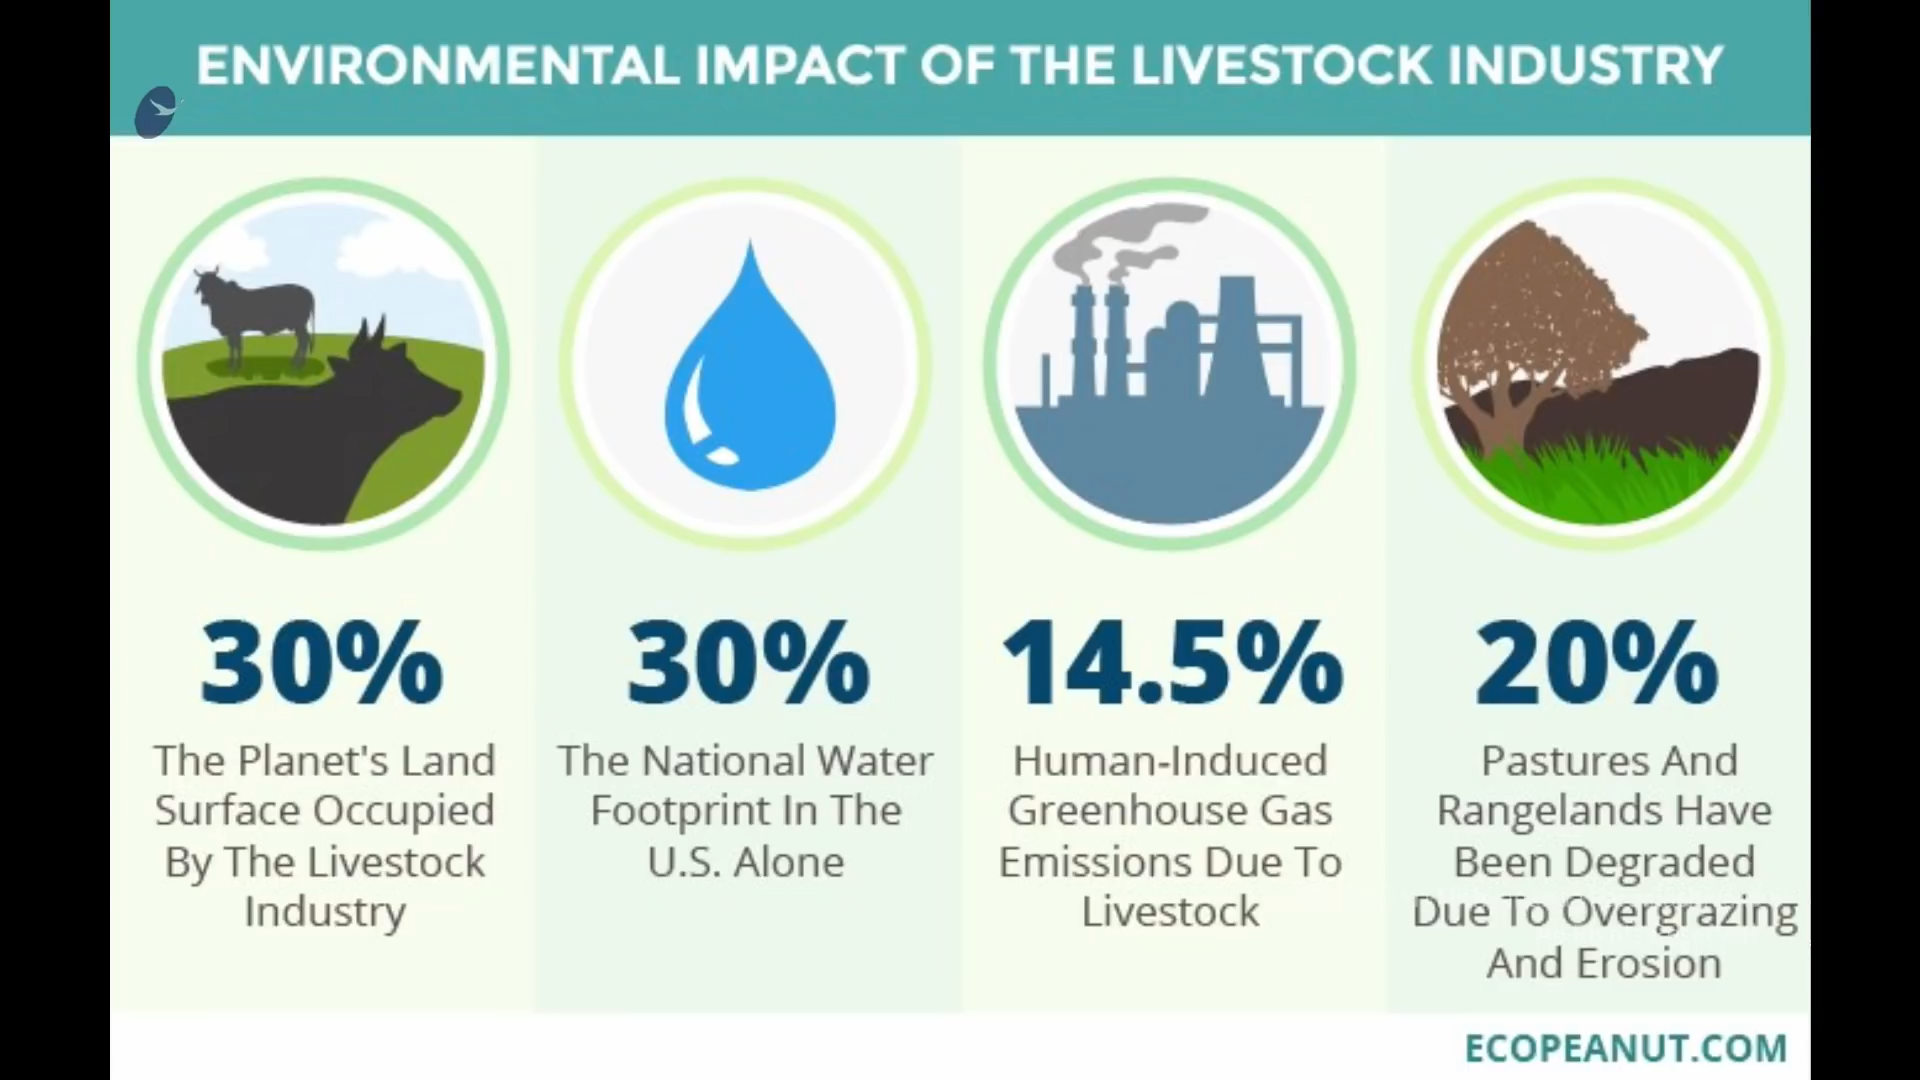 ENVIRONMENTAL IMPACT OF THE LIVESTOCK INDUSTRY
30%
The Planet's Land
Surface Occupied
By The Livestock
Industry
30%
The National Water
Footprint In The
U.S. Alone
14.5%
Human-Induced
Greenhouse Gas
Emissions Due To
Livestock
20%
Pastures And
Rangelands Have
Been Degraded
Due To Overgrazing
And Erosion
ECOPEANUT.COM